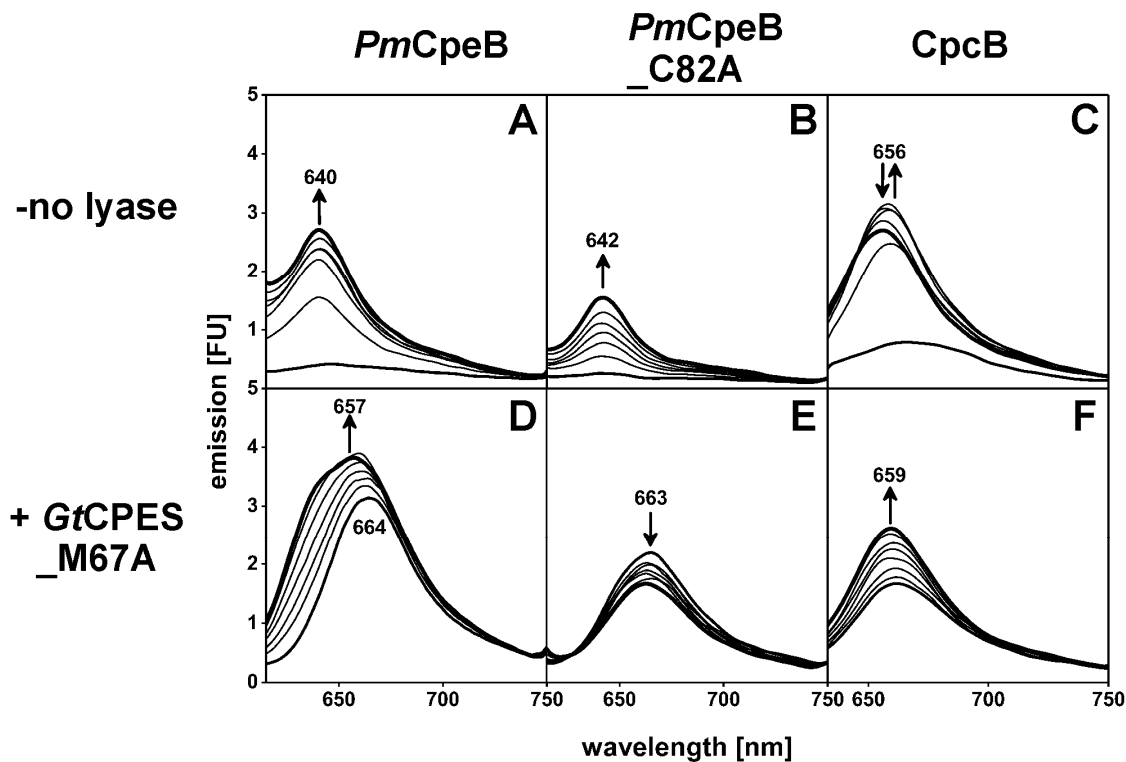 PmCpeB
PmCpeB
_C82A
CpcB
-no lyase
+ GtCPES
_M67A
emission [FU]
5
4
3
2
1
5
4
3
2
1
0
A
640
B
642
C
656
D
657
664
E
663
F
659
650
700
750
650
700
750
650
700
750
wavelength [nm]